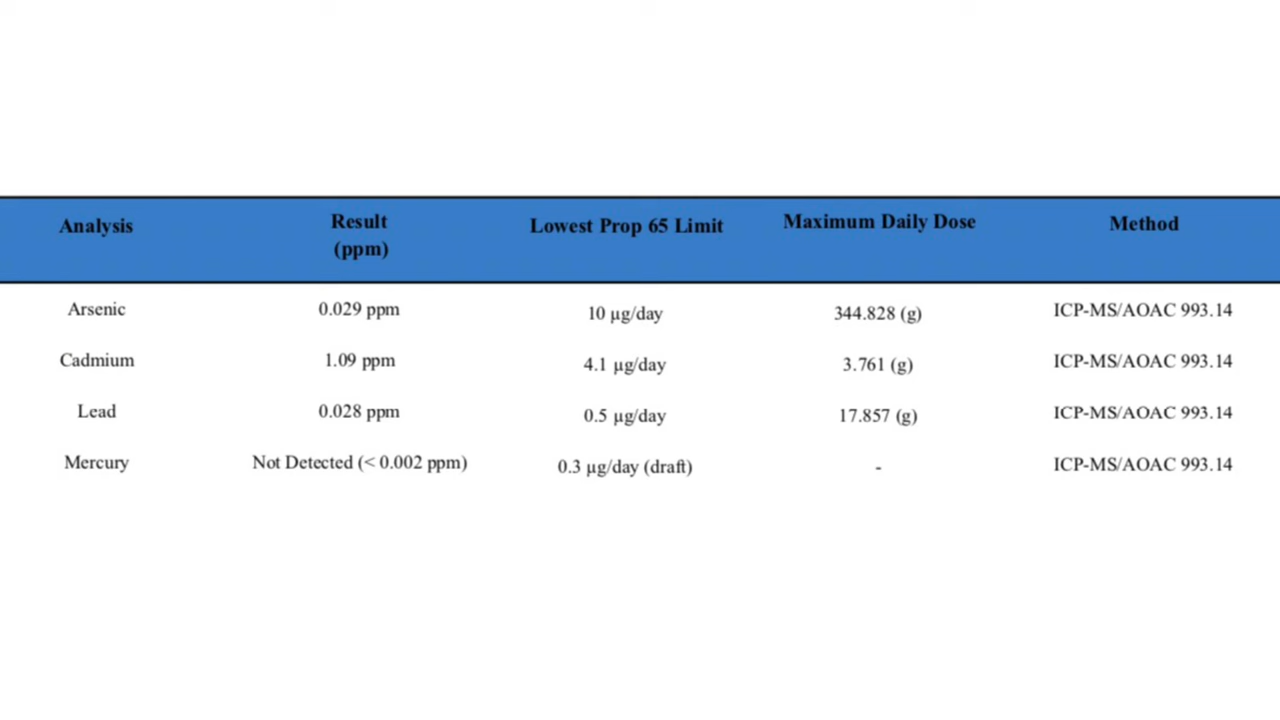 Analysis Result (ppm) Lowest Prop 65 Limit Maximum Daily Dose Method
Arsenic 0.029 ppm 10 µg/day 344.828 (g) ICP-MS/AOAC 993.14
Cadmium 1.09 ppm 4.1 µg/day 3.761 (g) ICP-MS/AOAC 993.14
Lead 0.028 ppm 0.5 µg/day 17.857 (g) ICP-MS/AOAC 993.14
Mercury Not Detected (< 0.002 ppm) 0.3 µg/day (draft) - ICP-MS/AOAC 993.14